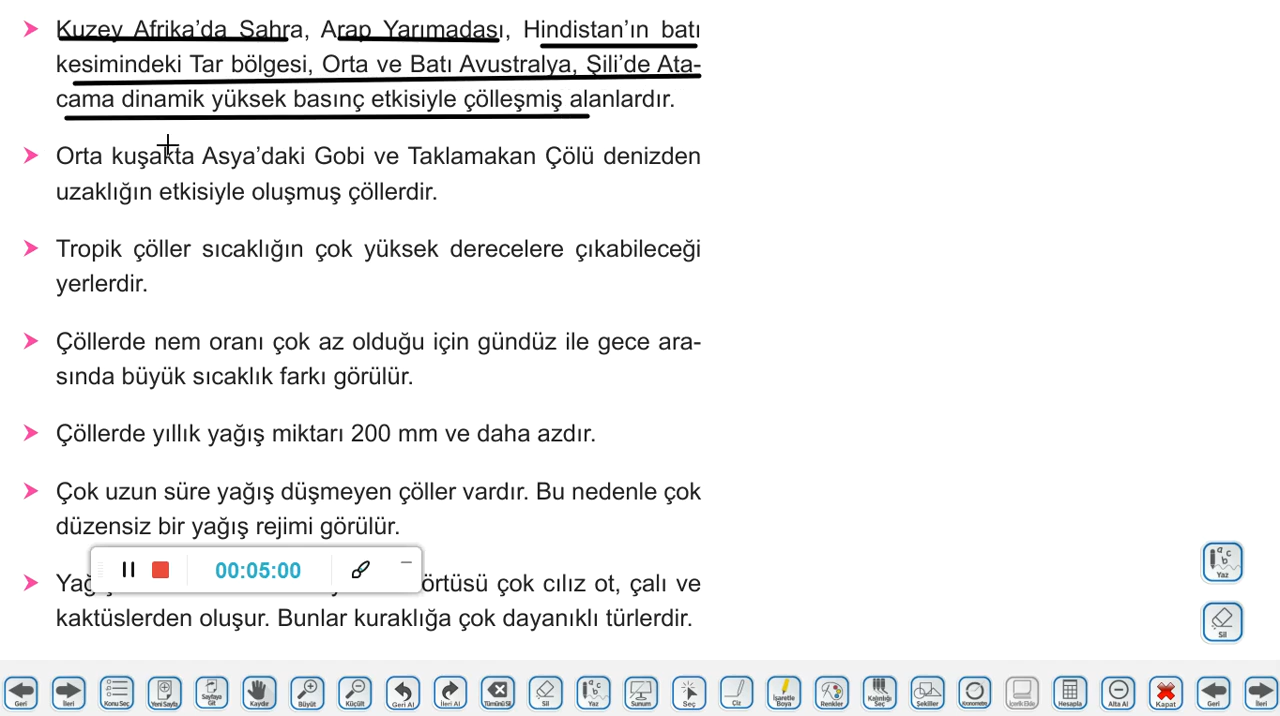 Kuzey Afrika’da Sahra, Arap Yarımadası, Hindistan’ın batı
kesimindeki Tar bölgesi, Orta ve Batı Avustralya, Şili’de Ata-
cama dinamik yüksek basınç etkisiyle çölleşmiş alanlardır.
Orta kuşakta Asya’daki Gobi ve Taklamakan Çölü denizden
uzaklığın etkisiyle oluşmuş çöllerdir.
Tropik çöller sıcaklığın çok yüksek derecelere çıkabileceği
yerlerdir.
Çöllerde nem oranı çok az olduğu için gündüz ile gece ara-
sında büyük sıcaklık farkı görülür.
Çöllerde yıllık yağış miktarı 200 mm ve daha azdır.
Çok uzun süre yağış düşmeyen çöller vardır. Bu nedenle çok
düzensiz bir yağış rejimi görülür.
00:05:00
çok cılız ot, çalı ve
kaktüslerden oluşur. Bunlar kuraklığa çok dayanıklı türlerdir.
Yaz
Sil
Geri İleri Konu Seç Yeni Sayfa Sayfaya Git Kaydır Büyüt Küçült Geri Al İleri Al Tümünü Sil Sil Yaz Sunum Seç Çiz İşaretle Boya Renkler Kalınlığı Seç Şekiller Kronometre İçerik Ekle Hesapla Alta Al Kapat Geri İleri